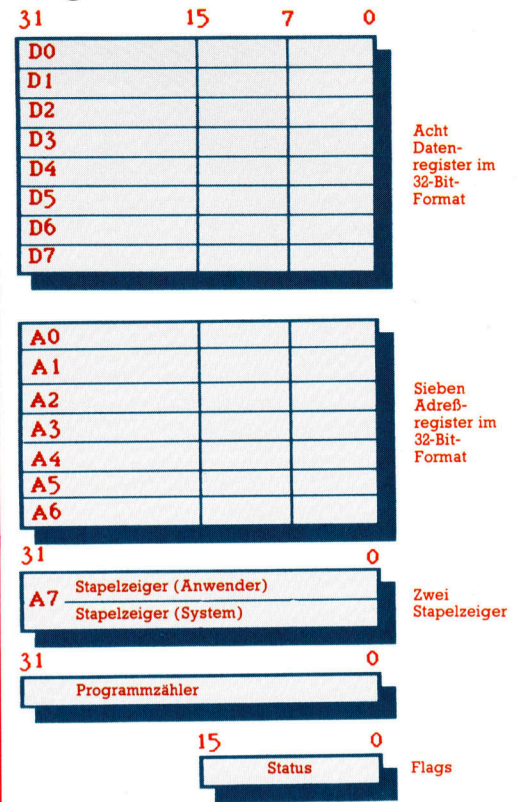 31 15 7 0
D0
D1
D2
D3
D4
D5
D6
D7
Acht
Daten-
register im
32-Bit-
Format
A0
A1
A2
A3
A4
A5
A6
Sieben
Adreß-
register im
32-Bit-
Format
31 0
A7
Stapelzeiger (Anwender)
Stapelzeiger (System)
Zwei
Stapelzeiger
31 0
Programmzähler
15 0
Status
Flags